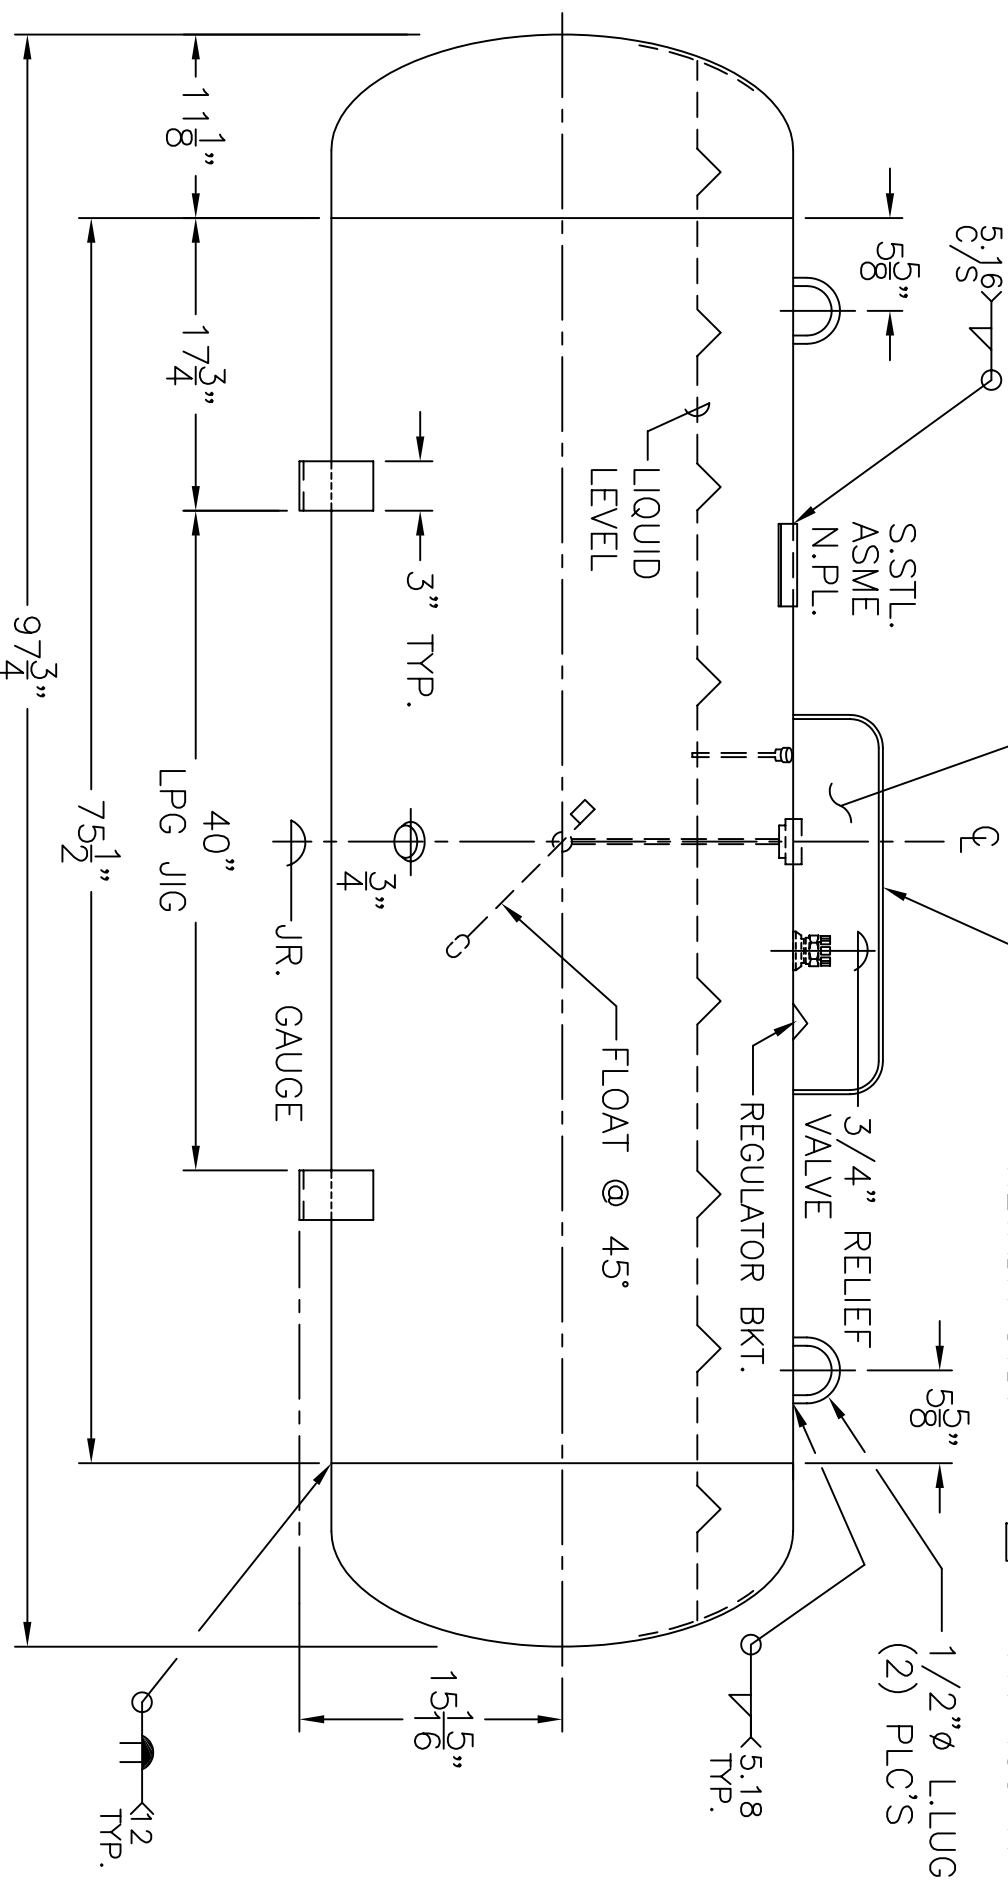 5.16
C/S
5 5/8"
S.STL.
ASME
N.PL.
℄
3/4" RELIEF
VALVE
REGULATOR BKT.
5 5/8"
1/2"ø L.LUG
(2) PLC'S
5.18
TYP.
LIQUID
LEVEL
FLOAT @ 45°
3" TYP.
3/4"
JR. GAUGE
40"
LPG JIG
11 1/8"
17 3/4"
75 1/2"
97 3/4"
15 15/16"
12
TYP.